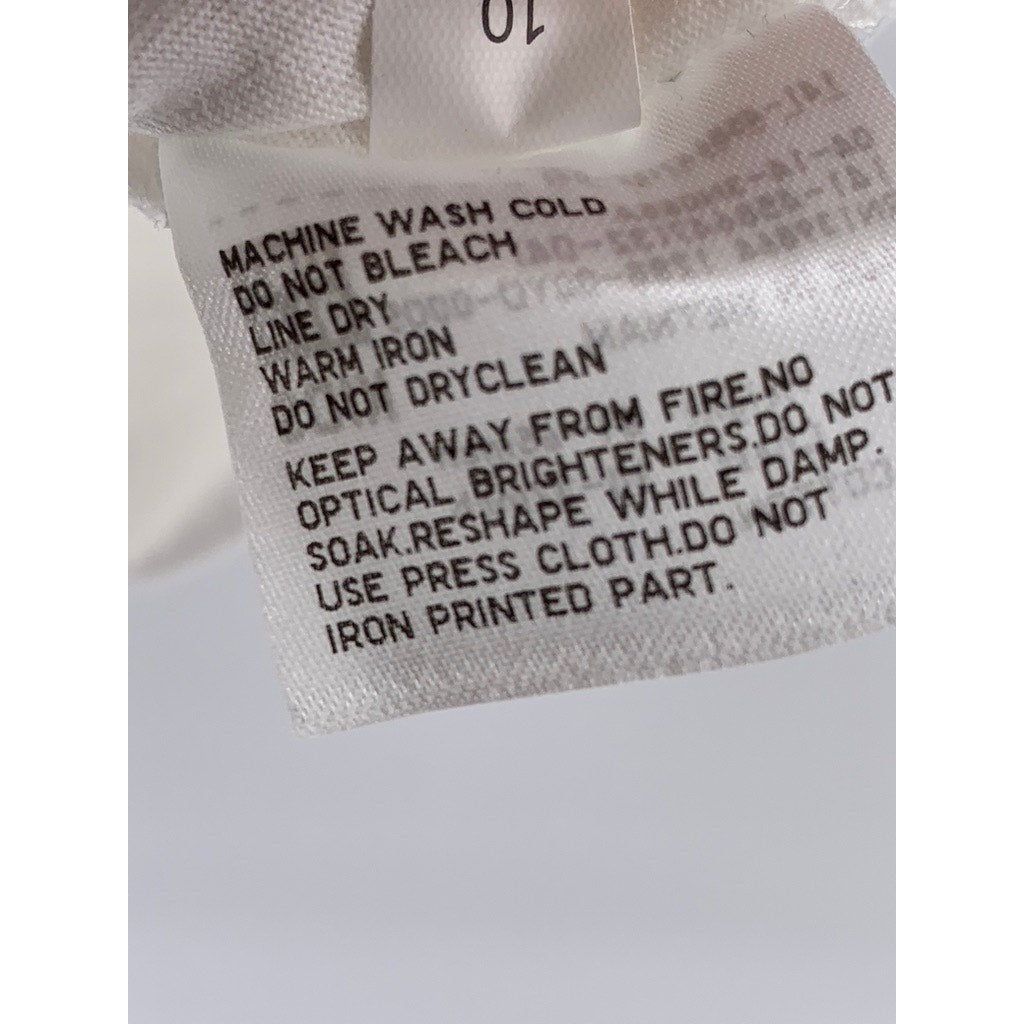 10
MACHINE WASH COLD
DO NOT BLEACH
LINE DRY
WARM IRON
DO NOT DRYCLEAN
KEEP AWAY FROM FIRE.NO
OPTICAL BRIGHTENERS.DO NOT
SOAK.RESHAPE WHILE DAMP.
USE PRESS CLOTH.DO NOT
IRON PRINTED PART.